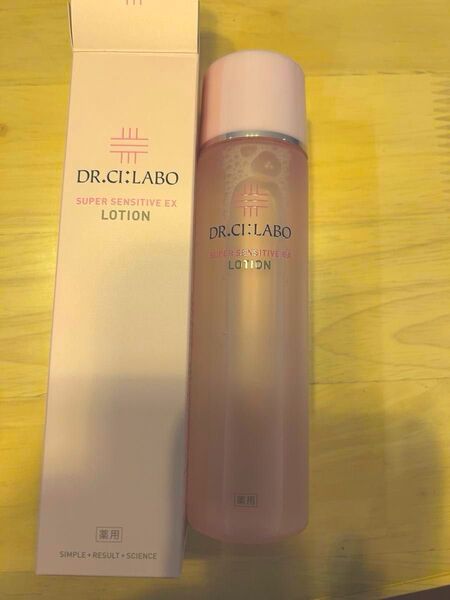 DR.CI:LABO
SUPER SENSITIVE EX
LOTION
薬用
SIMPLE+RESULT+SCIENCE
DR.CI:LABO
SUPER SENSITIVE EX
LOTION
薬用